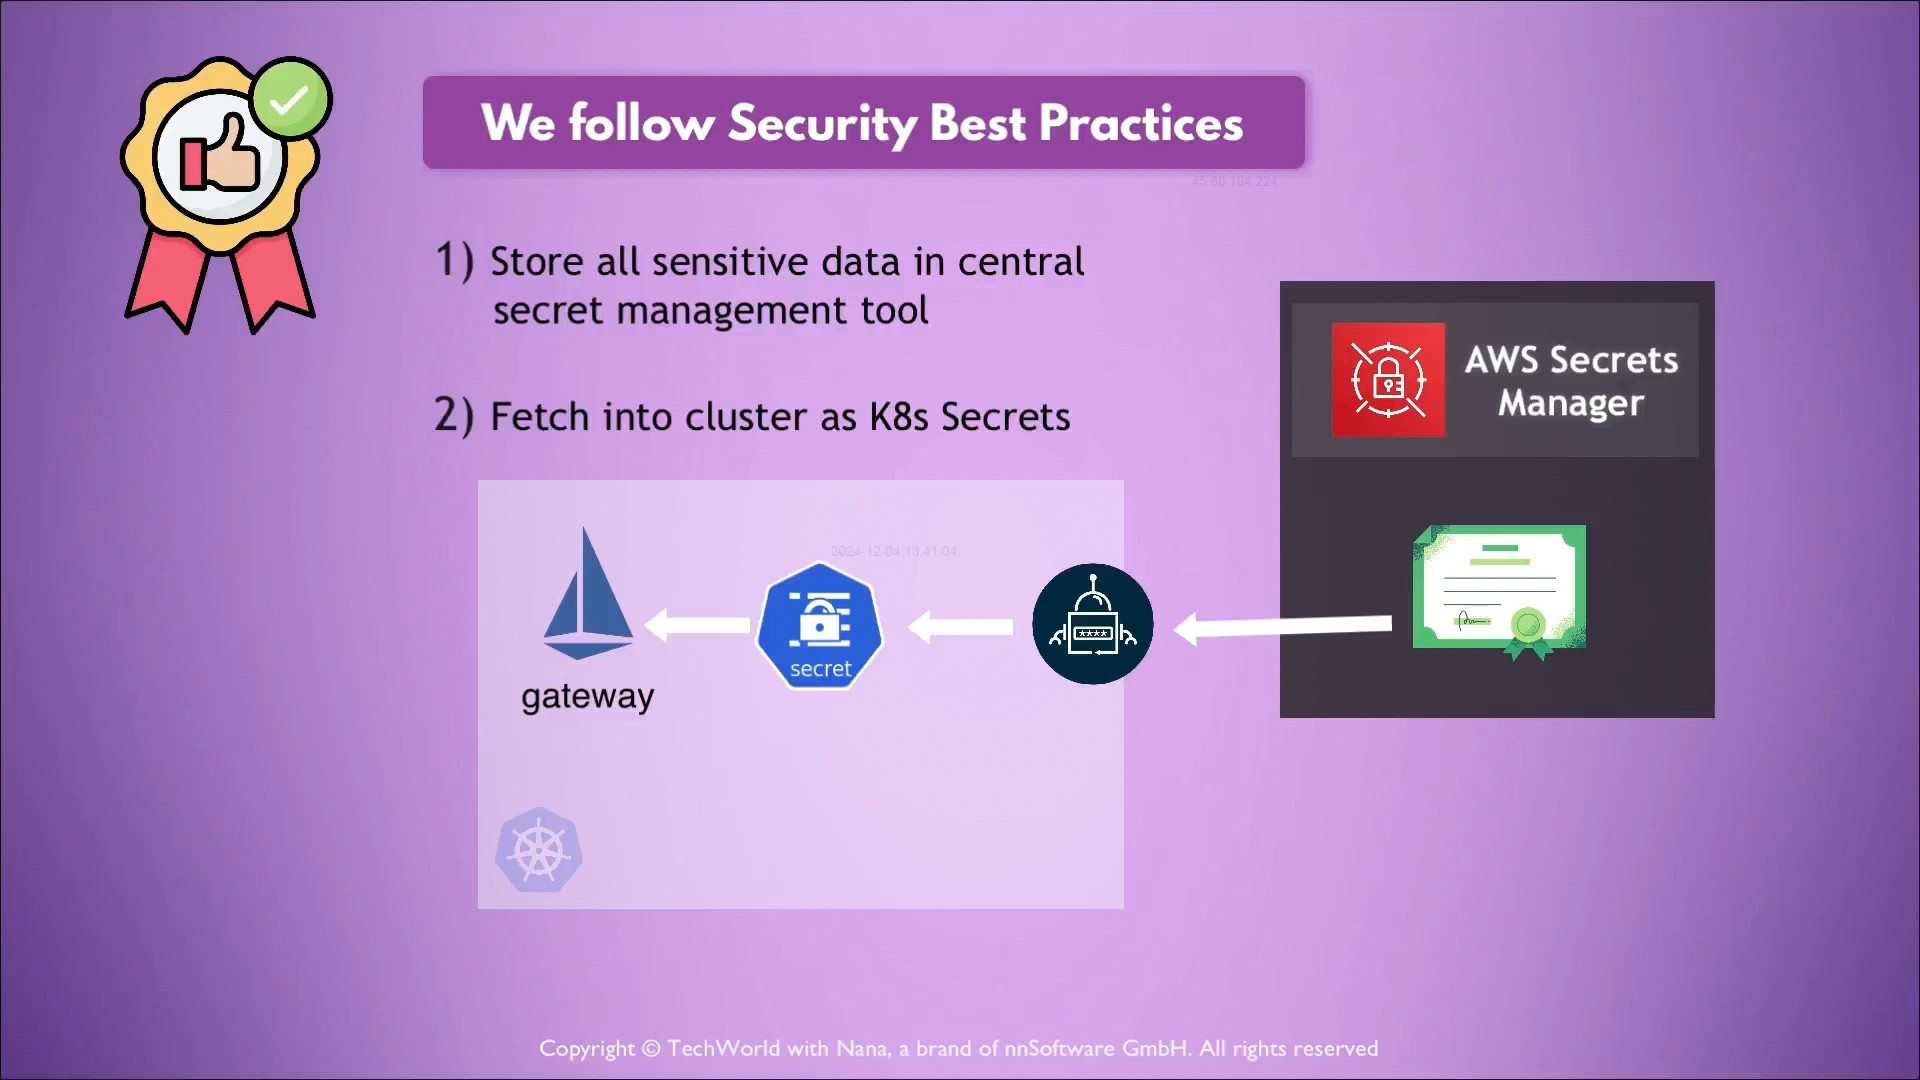 We follow Security Best Practices
45.88.104.224
1) Store all sensitive data in central
secret management tool
AWS Secrets
Manager
2) Fetch into cluster as K8s Secrets
2024-12-04 13.41.04
****
secret
gateway
Copyright © TechWorld with Nana, a brand of nnSoftware GmbH. All rights reserved